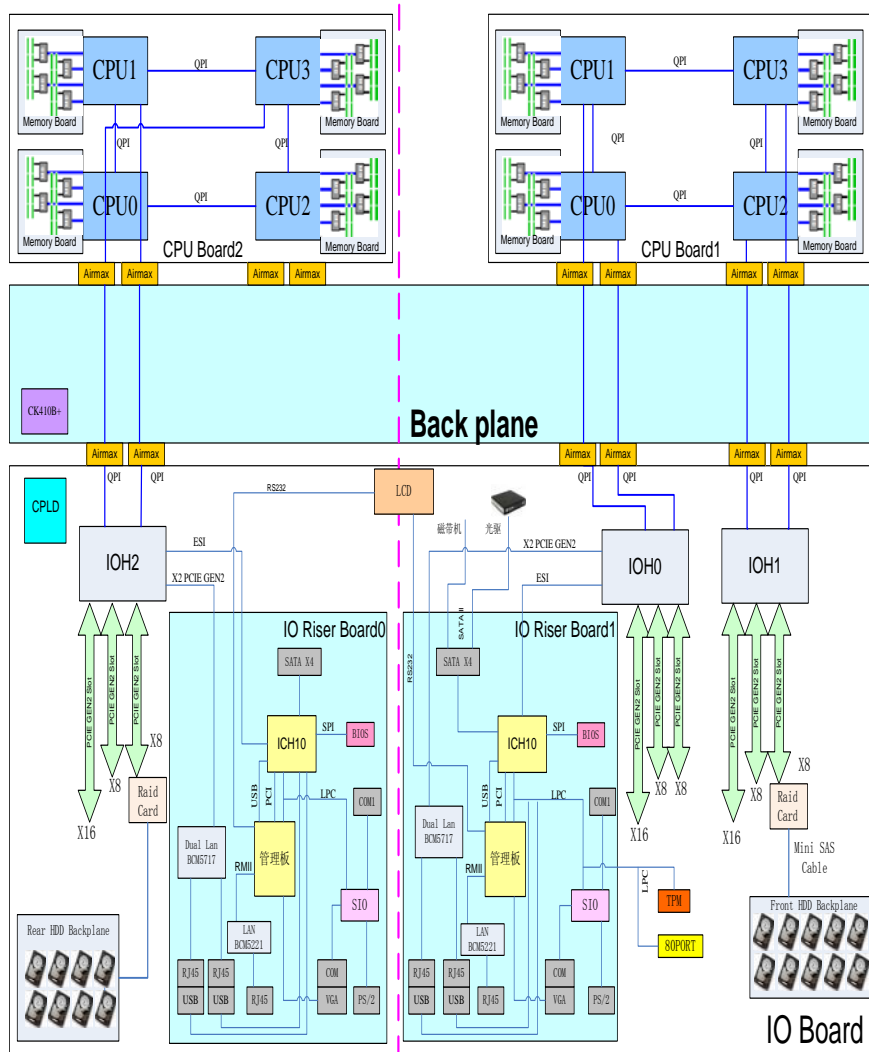 CPU1
QPI
CPU3
Memory Board
Memory Board
QPI
QPI
CPU0
QPI
CPU2
Memory Board
Memory Board
CPU Board2
CPU1
QPI
CPU3
Memory Board
Memory Board
QPI
QPI
CPU0
QPI
CPU2
Memory Board
Memory Board
CPU Board1
Airmax
Airmax
Airmax
Airmax
Airmax
Airmax
Airmax
Airmax
CK410B+
Back plane
Airmax
Airmax
Airmax
Airmax
Airmax
Airmax
QPI
QPI
QPI
QPI
QPI
QPI
CPLD
RS232
LCD
磁带机
光驱
IOH2
ESI
X2 PCIE GEN2
X2 PCIE GEN2
ESI
IOH0
IOH1
PCIE GEN2 Slot
PCIE GEN2 Slot
PCIE GEN2 Slot
X16
X8
X8
Raid
Card
IO Riser Board0
SATA X4
ICH10
SPI
BIOS
USB
PCI
LPC
COM1
Dual Lan
BCM5717
管理板
RMII
SIO
LAN
BCM5221
RJ45
RJ45
USB
USB
RJ45
COM
VGA
PS/2
Rear HDD Backplane
RS232
SATA II
IO Riser Board1
SATA X4
ICH10
SPI
BIOS
USB
PCI
LPC
COM1
Dual Lan
BCM5717
管理板
RMII
SIO
LAN
BCM5221
RJ45
RJ45
USB
USB
RJ45
COM
VGA
PS/2
LPC
TPM
80PORT
PCIE GEN2 Slot
PCIE GEN2 Slot
PCIE GEN2 Slot
X16
X8
X8
PCIE GEN2 Slot
PCIE GEN2 Slot
PCIE GEN2 Slot
X16
X8
X8
Raid
Card
Mini SAS
Cable
Front HDD Backplane
IO Board